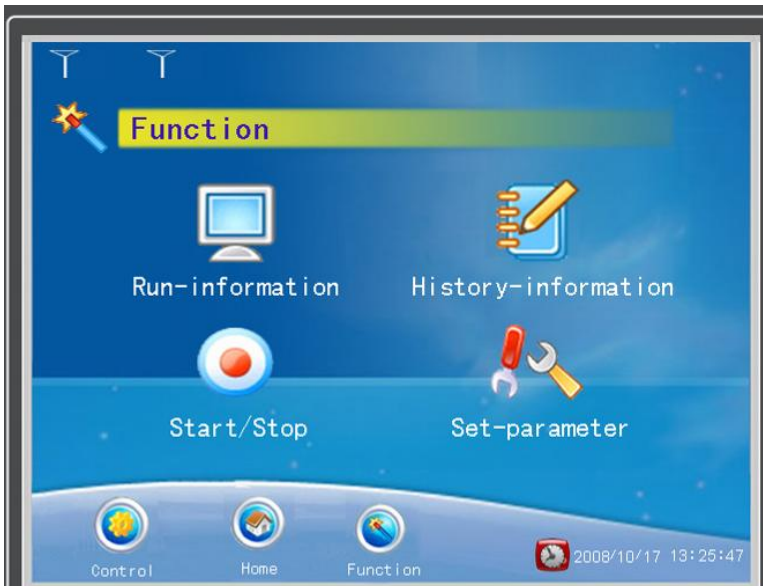 Function
Run-information History-information
Start/Stop Set-parameter
Control Home Function 2008/10/17 13:25:47